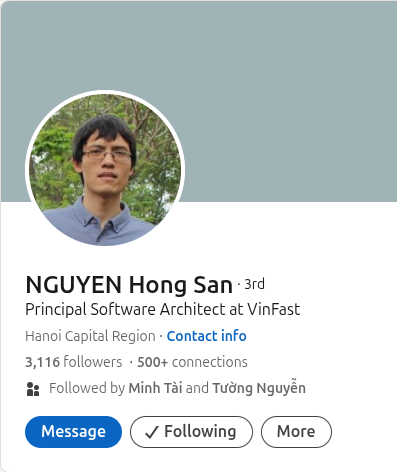 NGUYEN Hong San · 3rd
Principal Software Architect at VinFast
Hanoi Capital Region · Contact info
3,116 followers · 500+ connections
Followed by Minh Tài and Tường Nguyễn
Message Following More